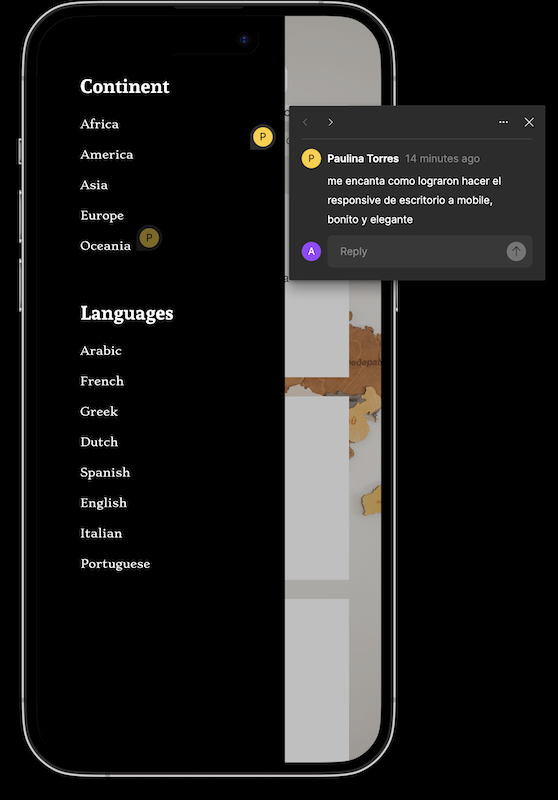 Continent
Africa
America
Asia
Europe
Oceania
P
P
Languages
Arabic
French
Greek
Dutch
Spanish
English
Italian
Portuguese
P
Paulina Torres 14 minutes ago
me encanta como lograron hacer el
responsive de escritorio a mobile,
bonito y elegante
A
Reply